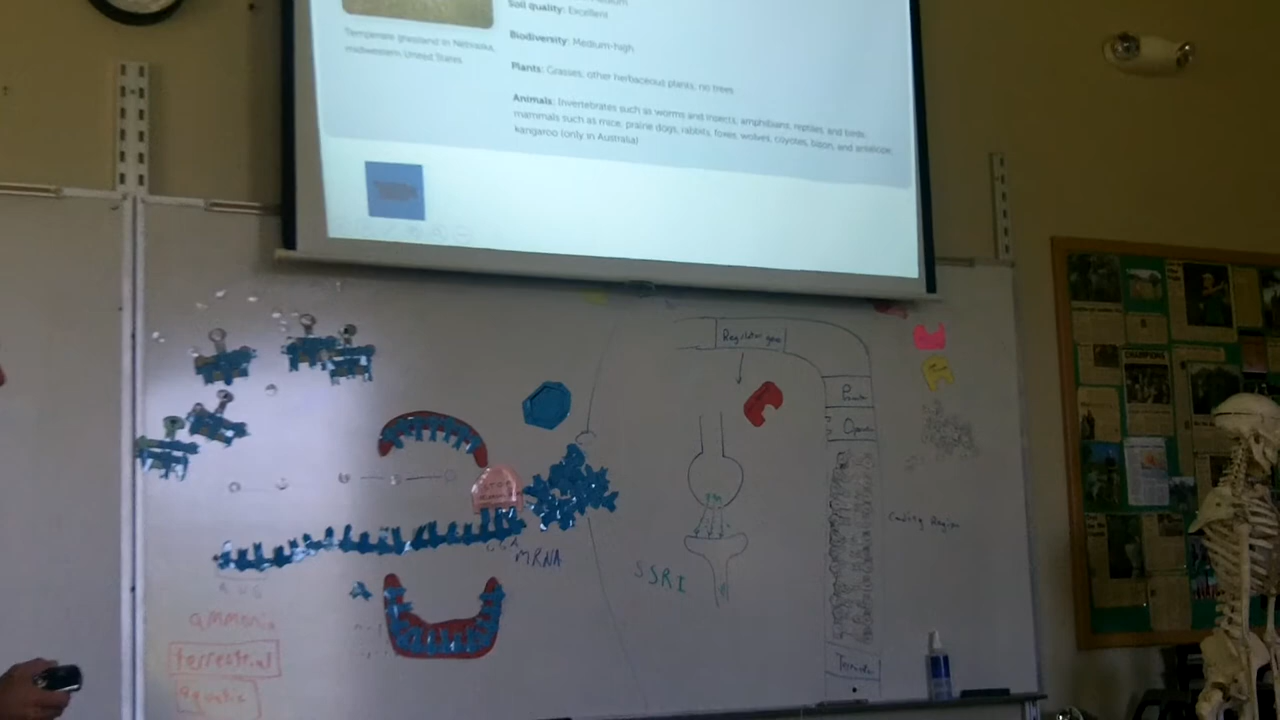 Soil quality: Excellent
Temperate grassland in Nebraska,
midwestern United States
Biodiversity: Medium-high
Plants: Grasses, other herbaceous plants, no trees
Animals: Invertebrates such as worms and insects, amphibians, reptiles, and birds,
mammals such as mice, prairie dogs, rabbits, foxes, wolves, coyotes, bison, and antelope;
kangaroo (only in Australia)
Regulator gene
STOP
Coding Region
MRNA
SSRI
AUG
ammonia
terrestrial
aquatic
CHAMPIONS